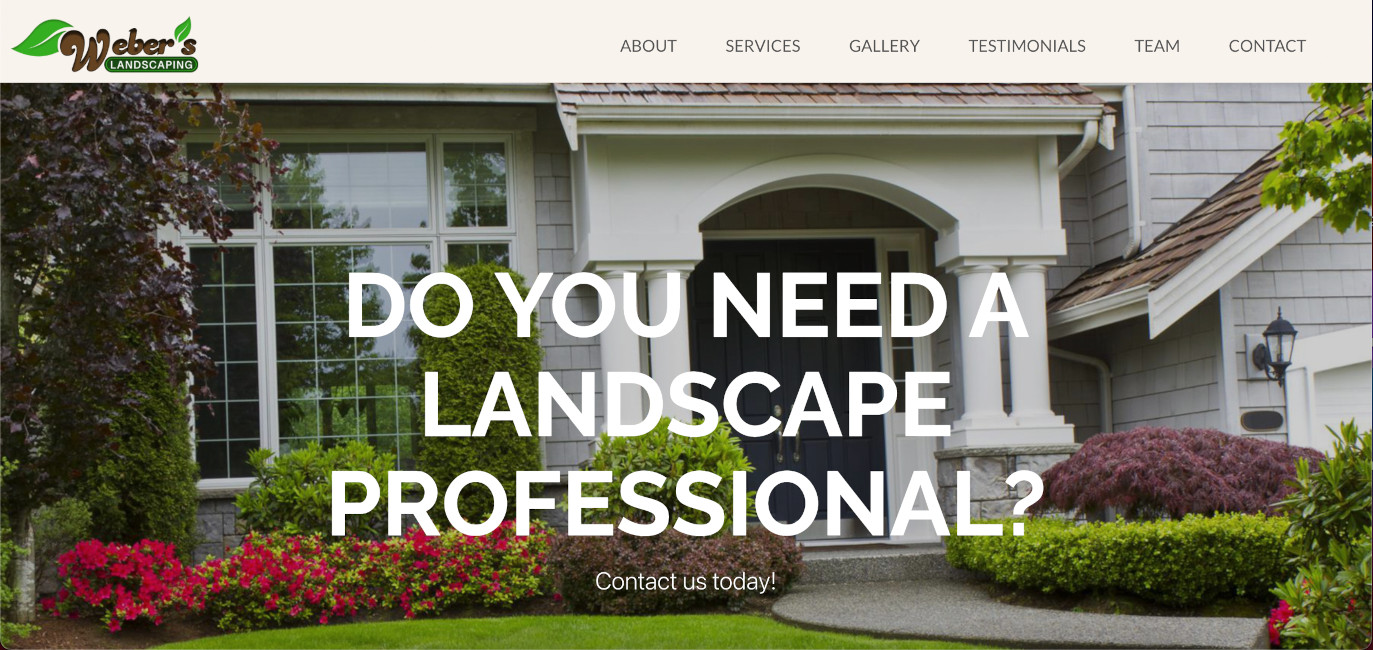 Weber's
LANDSCAPING
ABOUT SERVICES GALLERY TESTIMONIALS TEAM CONTACT
DO YOU NEED A
LANDSCAPE
PROFESSIONAL?
Contact us today!